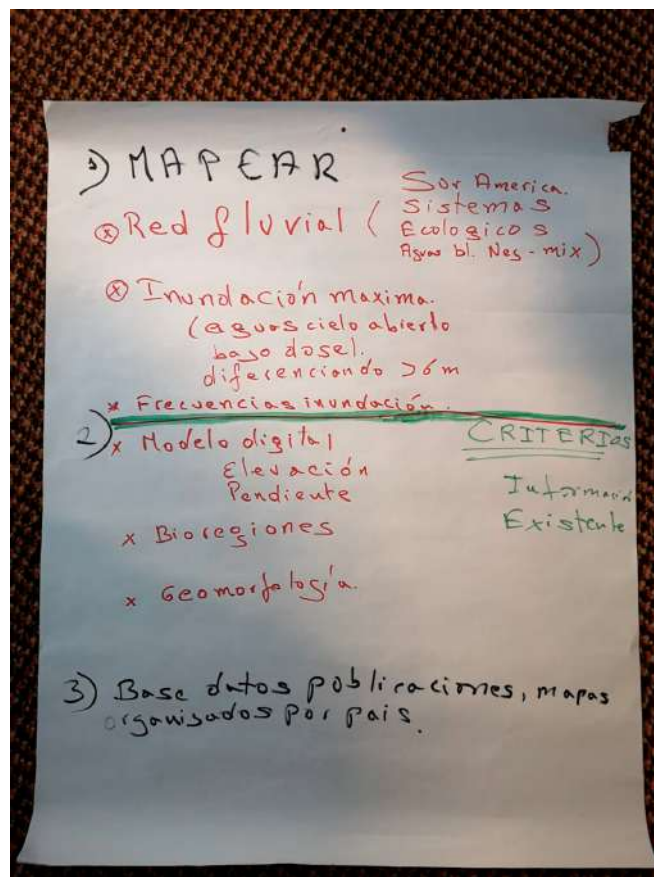 1) MAPEAR
⊗ Red fluvial (
Sur America.
Sistemas
Ecologicos
Aguas bl. Neg - mix)
⊗ Inundación maxima.
(aguas cielo abierto
bajo dosel.
diferenciando >6m
x Frecuencias inundación.
2) x Modelo digital
Elevación
Pendiente
CRITERIOS
Información
Existente
x Bioregiones
x Geomorfología.
3) Base datos publicaciones, mapas
organisados por pais.